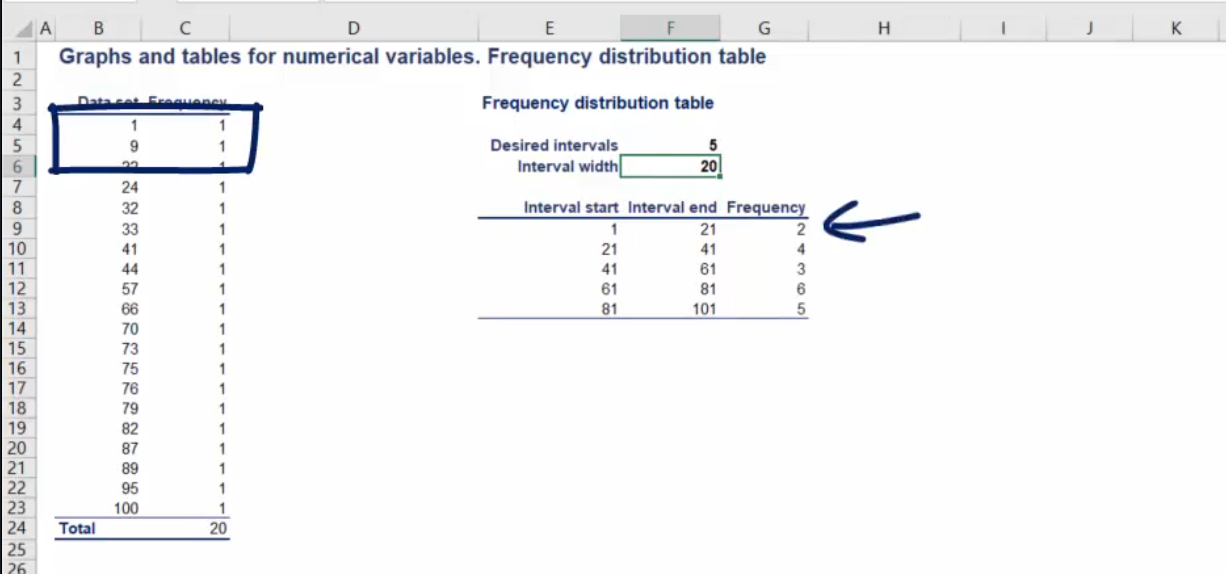 A B C D E F G H I J K
1 Graphs and tables for numerical variables. Frequency distribution table
2
3 Data set Frequency Frequency distribution table
4 1 1
5 9 1 Desired intervals 5
6 1 Interval width 20
7 24 1
8 32 1 Interval start Interval end Frequency
9 33 1 1 21 2
10 41 1 21 41 4
11 44 1 41 61 3
12 57 1 61 81 6
13 66 1 81 101 5
14 70 1
15 73 1
16 75 1
17 76 1
18 79 1
19 82 1
20 87 1
21 89 1
22 95 1
23 100 1
24 Total 20
25
26